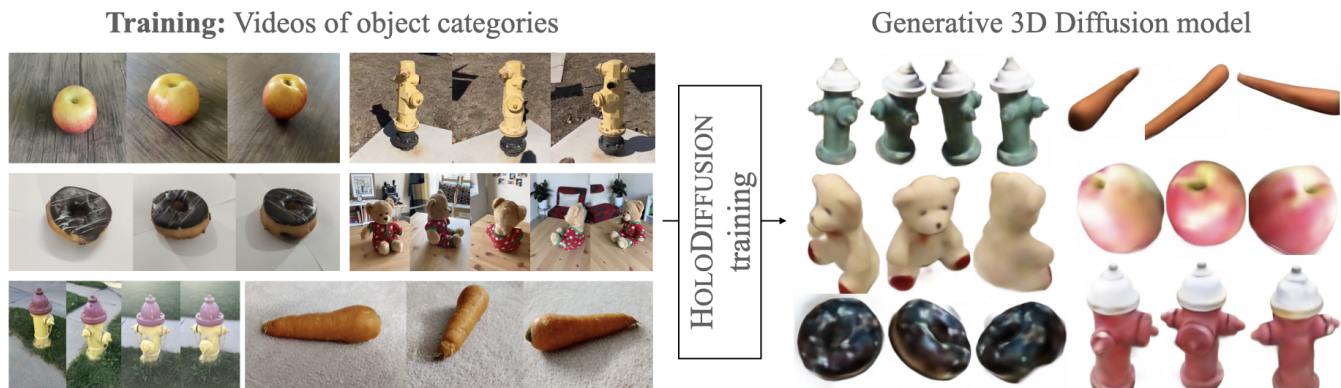 Training: Videos of object categories
Generative 3D Diffusion model
HOLODIFFUSION
training